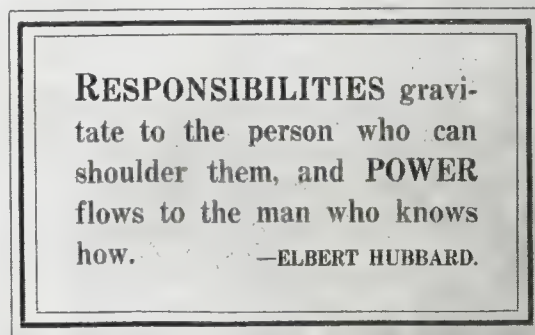 RESPONSIBILITIES gravi-
tate to the person who can
shoulder them, and POWER
flows to the man who knows
how. —ELBERT HUBBARD.